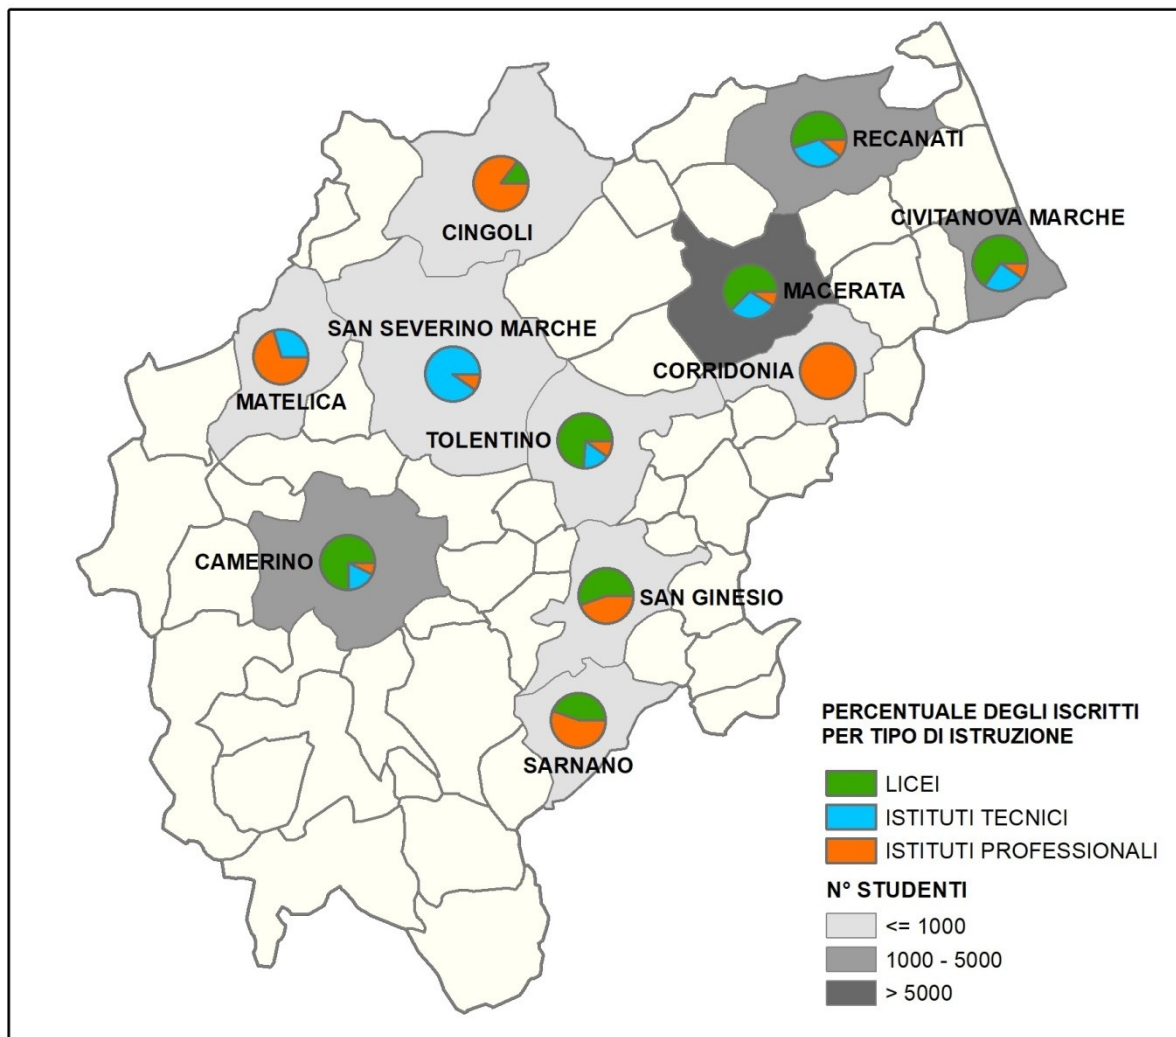 RECANATI
CIVITANOVA MARCHE
CINGOLI
MACERATA
SAN SEVERINO MARCHE
CORRIDONIA
MATELICA
TOLENTINO
CAMERINO
SAN GINESIO
SARNANO
PERCENTUALE DEGLI ISCRITTI
PER TIPO DI ISTRUZIONE
LICEI
ISTITUTI TECNICI
ISTITUTI PROFESSIONALI
N° STUDENTI
<= 1000
1000 - 5000
> 5000